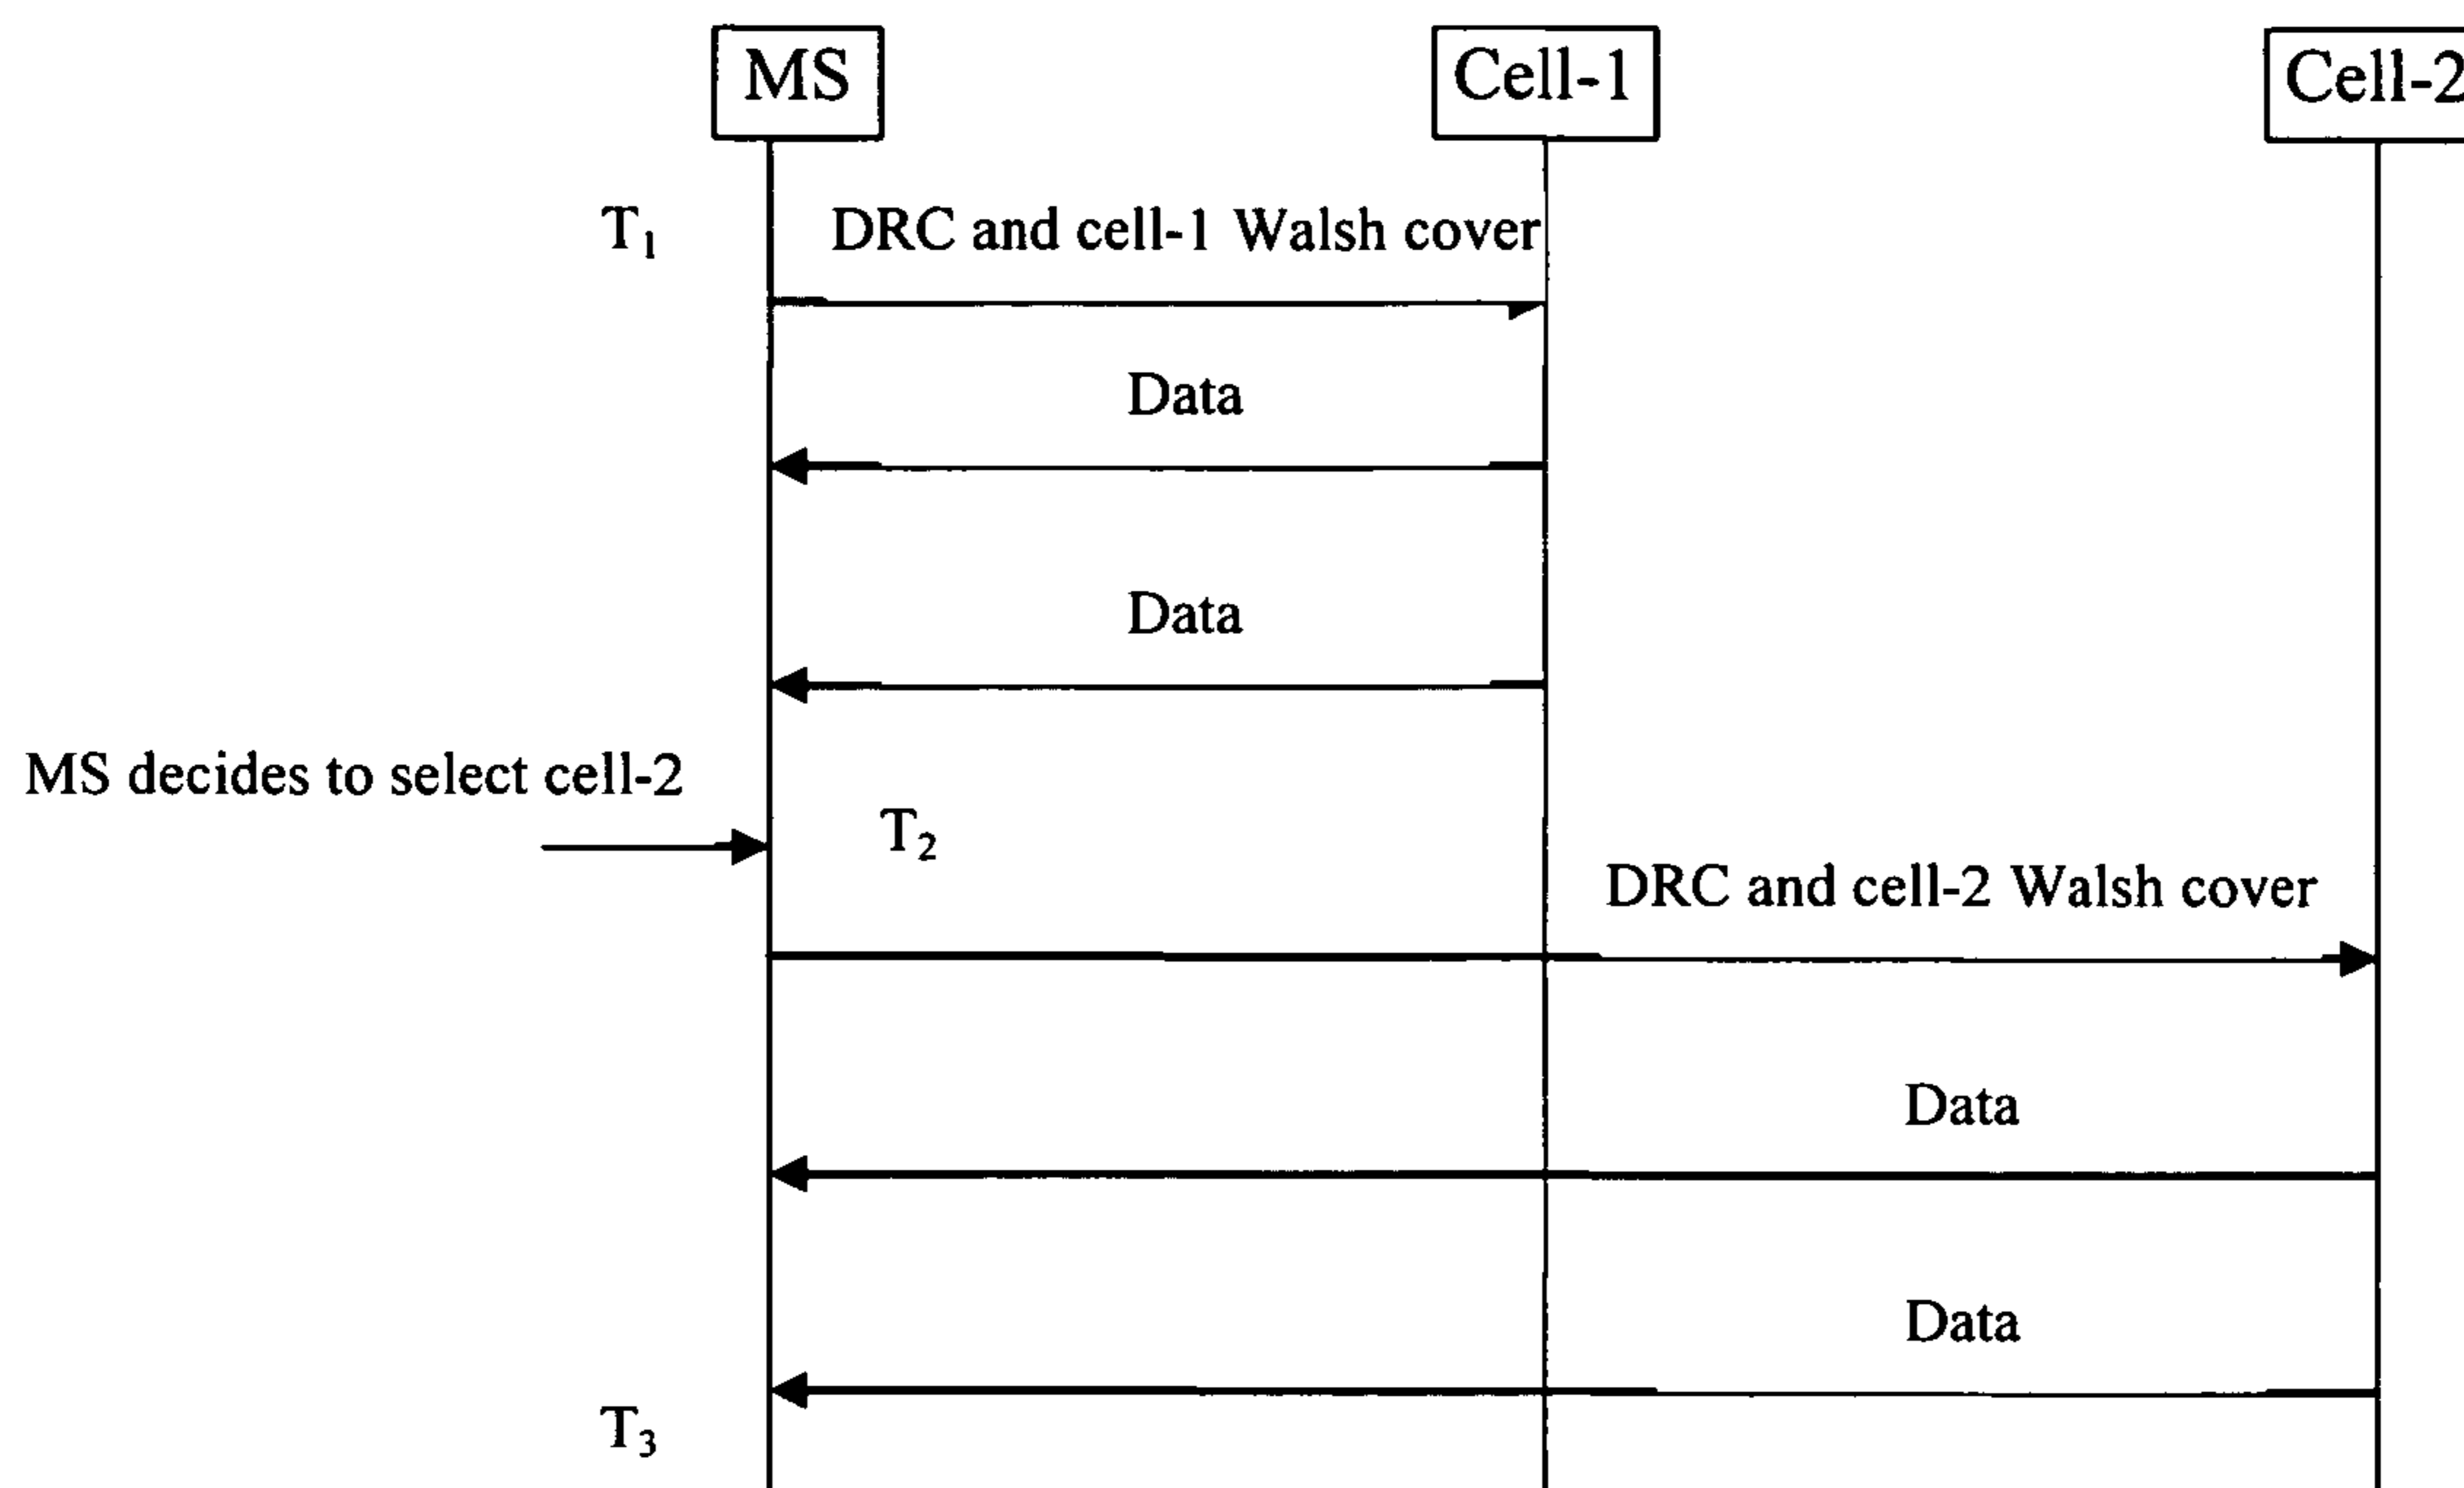 MS
Cell-1
Cell-2
T₁
DRC and cell-1 Walsh cover
Data
Data
MS decides to select cell-2
T₂
DRC and cell-2 Walsh cover
Data
Data
T₃